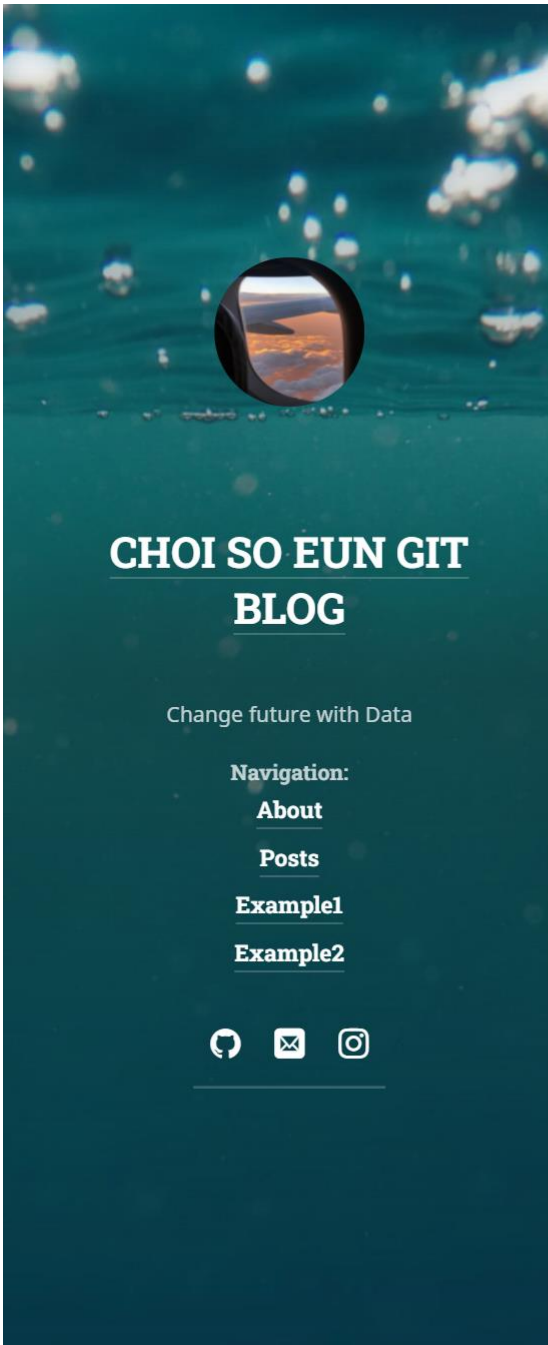 CHOI SO EUN GIT
BLOG
Change future with Data
Navigation:
About
Posts
Example1
Example2